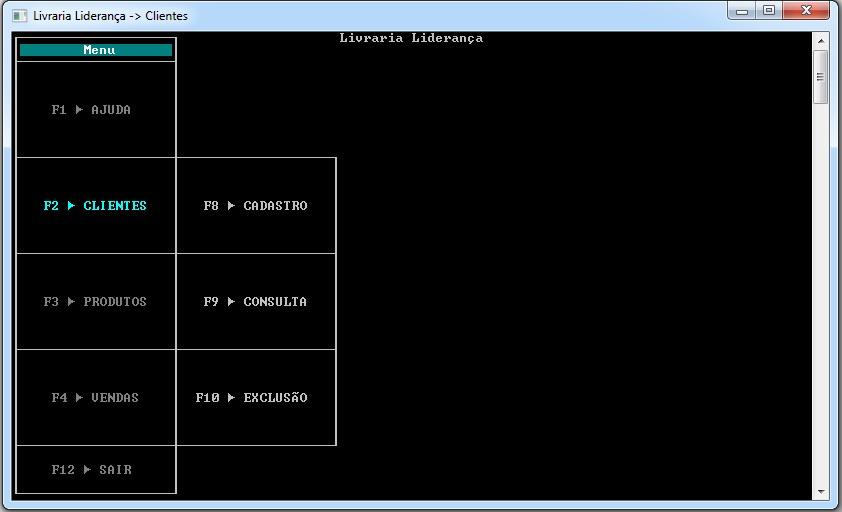 Livraria Liderança -> Clientes
Livraria Liderança
Menu
F1 ► AJUDA
F2 ► CLIENTES
F8 ► CADASTRO
F3 ► PRODUTOS
F9 ► CONSULTA
F4 ► VENDAS
F10 ► EXCLUSãO
F12 ► SAIR